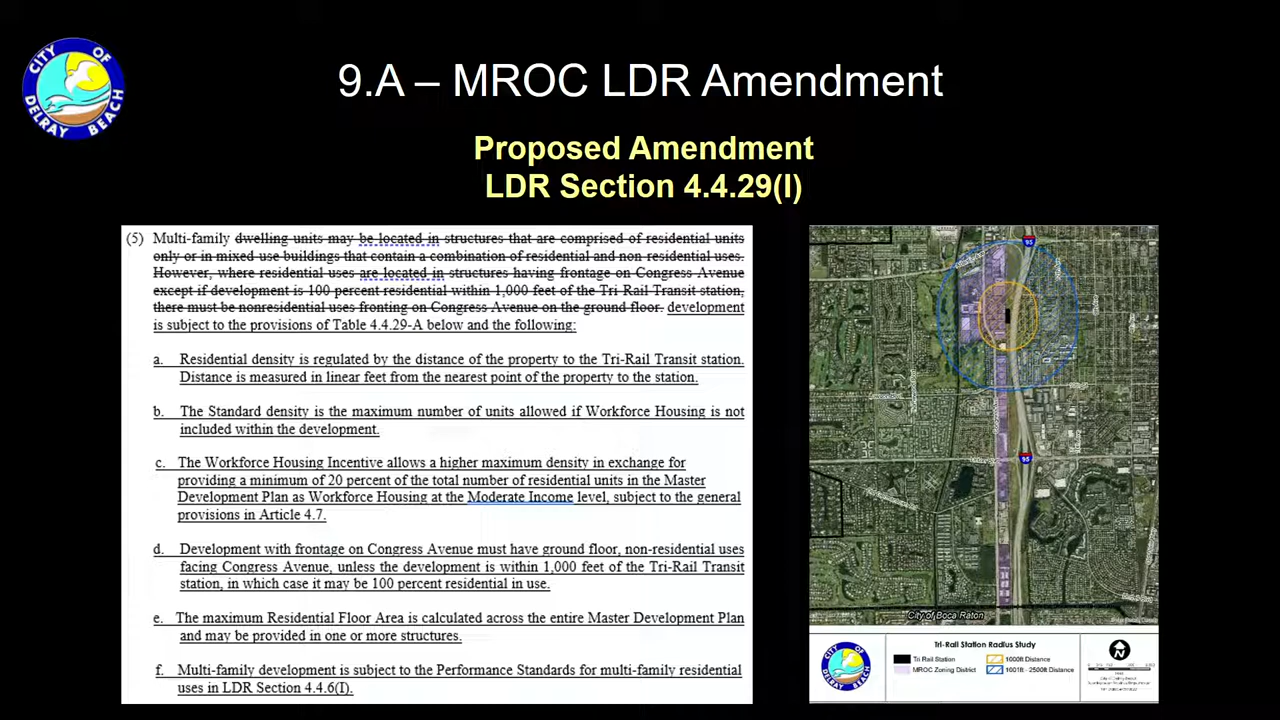 CITY OF DELRAY BEACH
9.A – MROC LDR Amendment
Proposed Amendment
LDR Section 4.4.29(I)
(5) Multi-family dwelling units may be located in structures that are comprised of residential units
only or in mixed use buildings that contain a combination of residential and non-residential uses.
However, where residential uses are located in structures having frontage on Congress Avenue
except if development is 100 percent residential within 1,000 feet of the Tri Rail Transit station,
there must be nonresidential uses fronting on Congress Avenue on the ground floor. development
is subject to the provisions of Table 4.4.29-A below and the following:
a. Residential density is regulated by the distance of the property to the Tri-Rail Transit station.
Distance is measured in linear feet from the nearest point of the property to the station.
b. The Standard density is the maximum number of units allowed if Workforce Housing is not
included within the development.
c. The Workforce Housing Incentive allows a higher maximum density in exchange for
providing a minimum of 20 percent of the total number of residential units in the Master
Development Plan as Workforce Housing at the Moderate Income level, subject to the general
provisions in Article 4.7.
d. Development with frontage on Congress Avenue must have ground floor, non-residential uses
facing Congress Avenue, unless the development is within 1,000 feet of the Tri-Rail Transit
station, in which case it may be 100 percent residential in use.
e. The maximum Residential Floor Area is calculated across the entire Master Development Plan
and may be provided in one or more structures.
f. Multi-family development is subject to the Performance Standards for multi-family residential
uses in LDR Section 4.4.6(I).
95
95
City of Boca Raton
Tri-Rail Station Radius Study
Tri Rail Station
1000ft Distance
MROC Zoning District
1001ft - 2500ft Distance